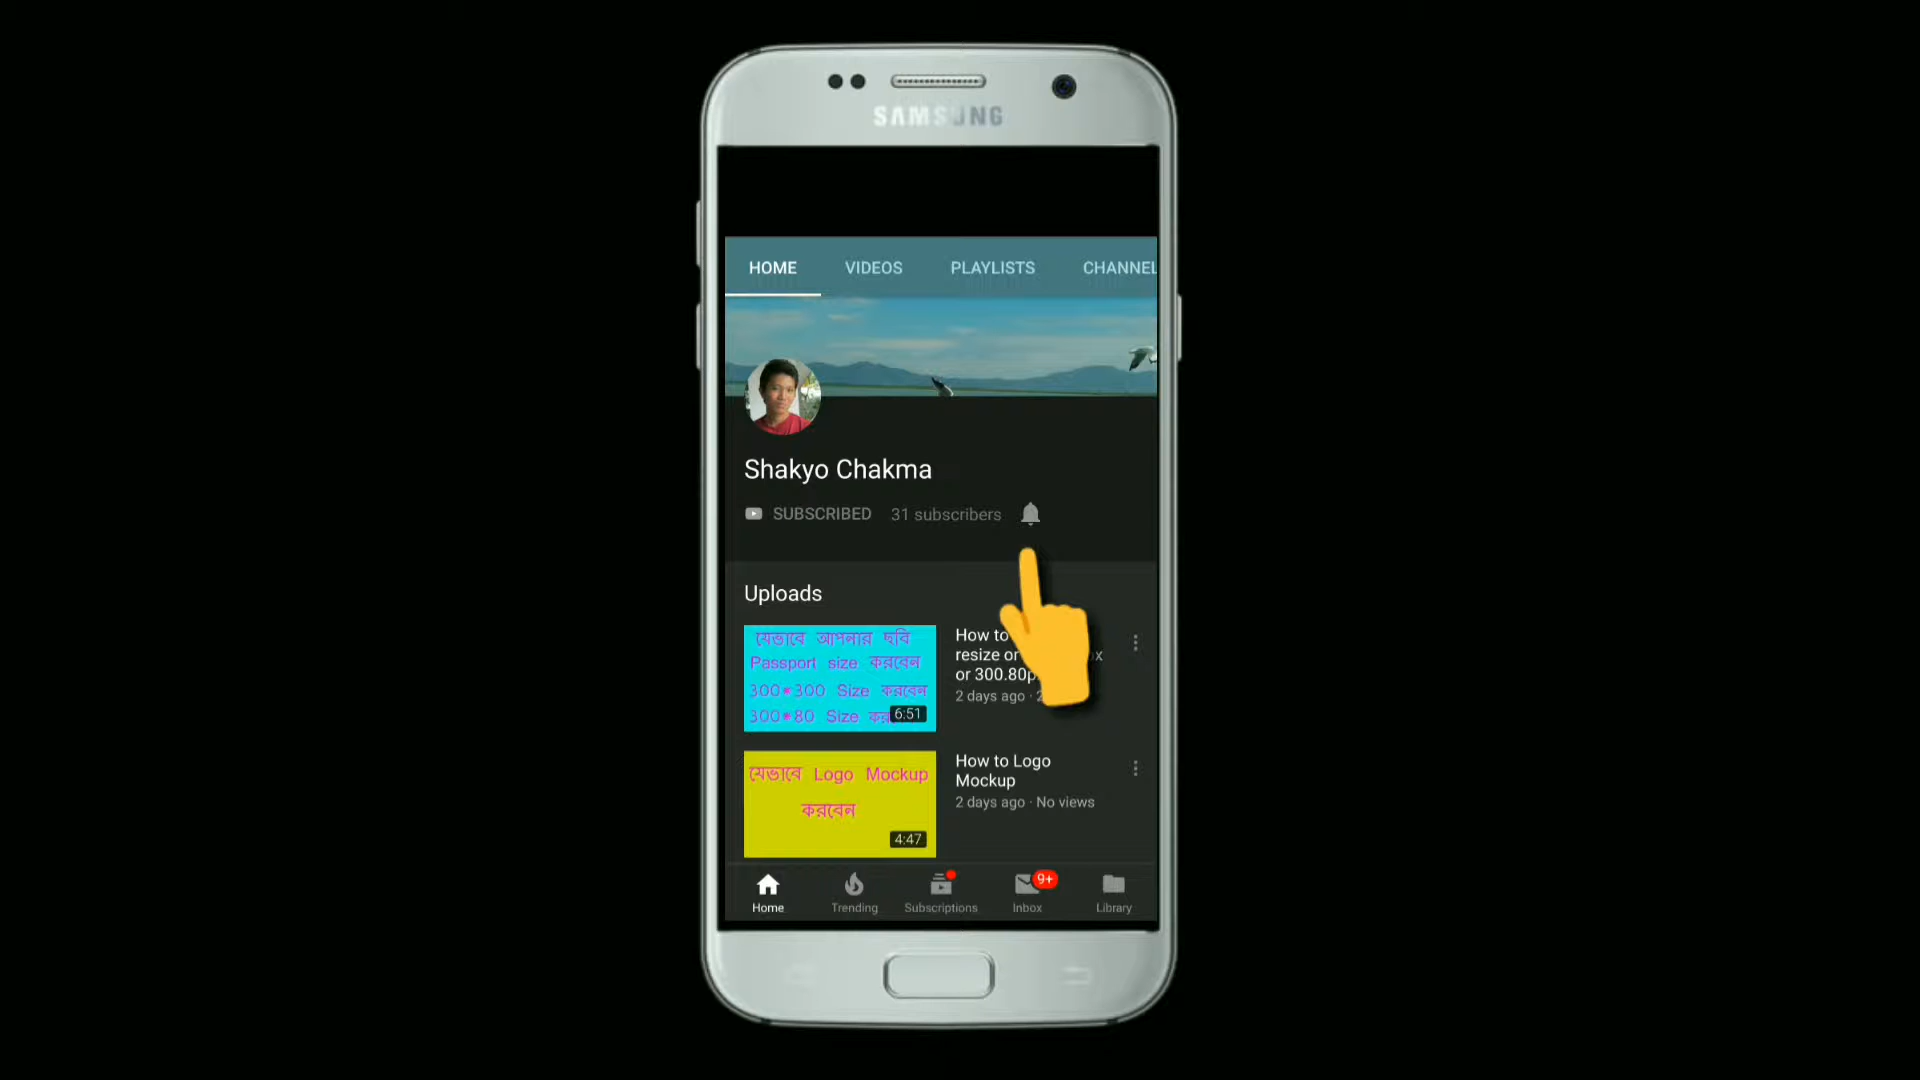 SAMSUNG
HOME VIDEOS PLAYLISTS CHANNEL
Shakyo Chakma
SUBSCRIBED 31 subscribers
Uploads
যেভাবে আপনার ছবি
Passport size করবেন
300*300 Size করবেন
300*80 Size
6:51
How to
resize or
or 300.80p
2 days ago
যেভাবে Logo Mockup
করবেন
4:47
How to Logo
Mockup
2 days ago · No views
9+
Home Trending Subscriptions Inbox Library